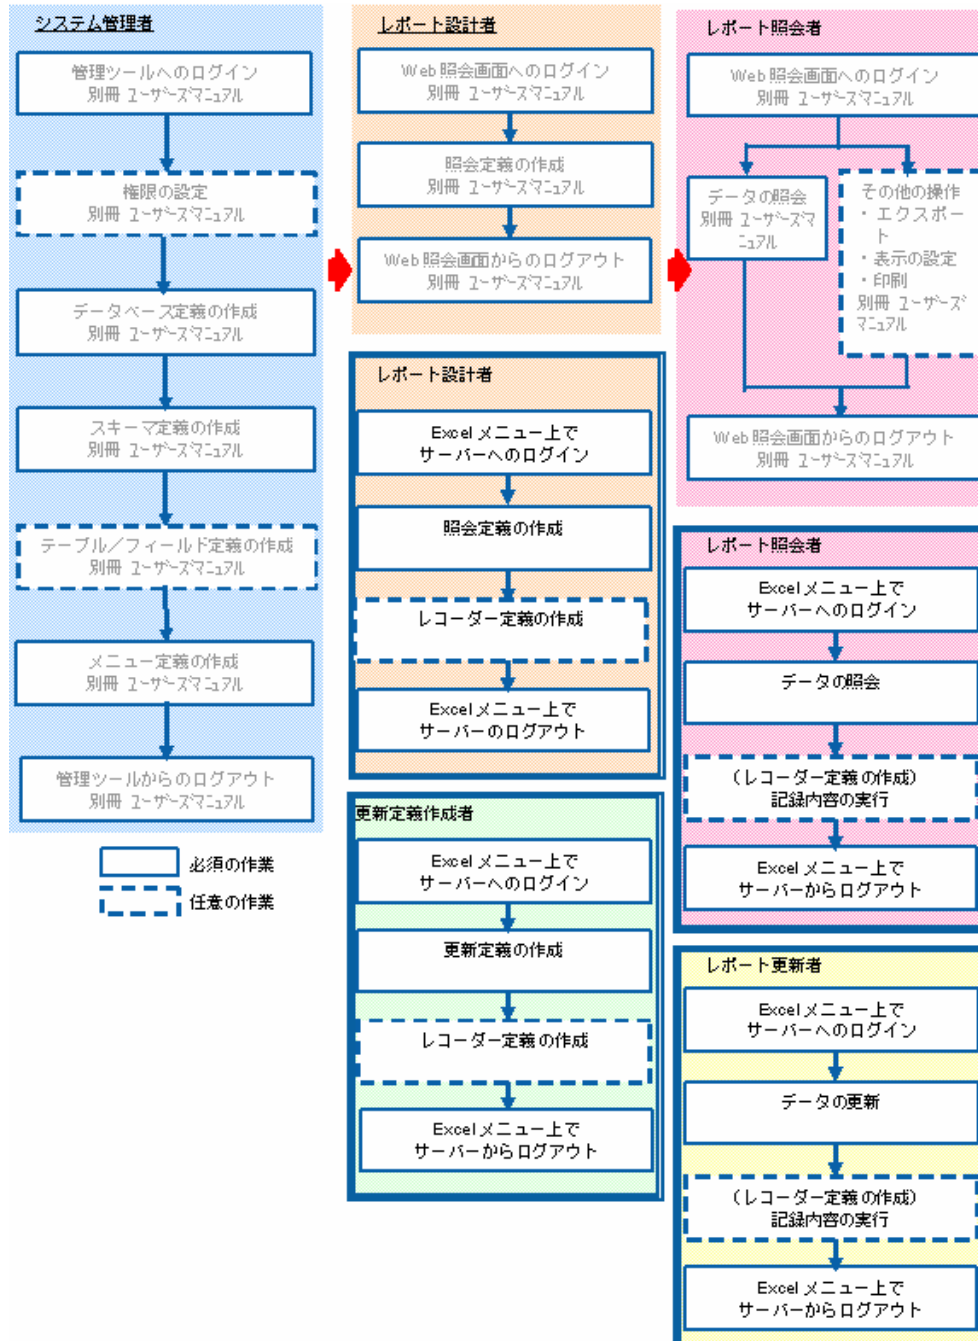 システム管理者
管理ツールへのログイン
別冊 ユーザーズマニュアル
権限の設定
別冊 ユーザーズマニュアル
データベース定義の作成
別冊 ユーザーズマニュアル
スキーマ定義の作成
別冊 ユーザーズマニュアル
テーブル／フィールド定義の作成
別冊 ユーザーズマニュアル
メニュー定義の作成
別冊 ユーザーズマニュアル
管理ツールからのログアウト
別冊 ユーザーズマニュアル
必須の作業
任意の作業
レポート設計者
Web照会画面へのログイン
別冊 ユーザーズマニュアル
照会定義の作成
別冊 ユーザーズマニュアル
Web照会画面からのログアウト
別冊 ユーザーズマニュアル
レポート設計者
Excelメニュー上で
サーバーへのログイン
照会定義の作成
レコーダー定義の作成
Excelメニュー上で
サーバーのログアウト
更新定義作成者
Excelメニュー上で
サーバーへのログイン
更新定義の作成
レコーダー定義の作成
Excelメニュー上で
サーバーからログアウト
レポート照会者
Web照会画面へのログイン
別冊 ユーザーズマニュアル
データの照会
別冊 ユーザーズマ
ニュアル
その他の操作
・エクスポー
ト
・表示の設定
・印刷
別冊 ユーザーズ
マニュアル
Web照会画面からのログアウト
別冊 ユーザーズマニュアル
レポート照会者
Excelメニュー上で
サーバーへのログイン
データの照会
（レコーダー定義の作成）
記録内容の実行
Excelメニュー上で
サーバーからログアウト
レポート更新者
Excelメニュー上で
サーバーへのログイン
データの更新
（レコーダー定義の作成）
記録内容の実行
Excelメニュー上で
サーバーからログアウト